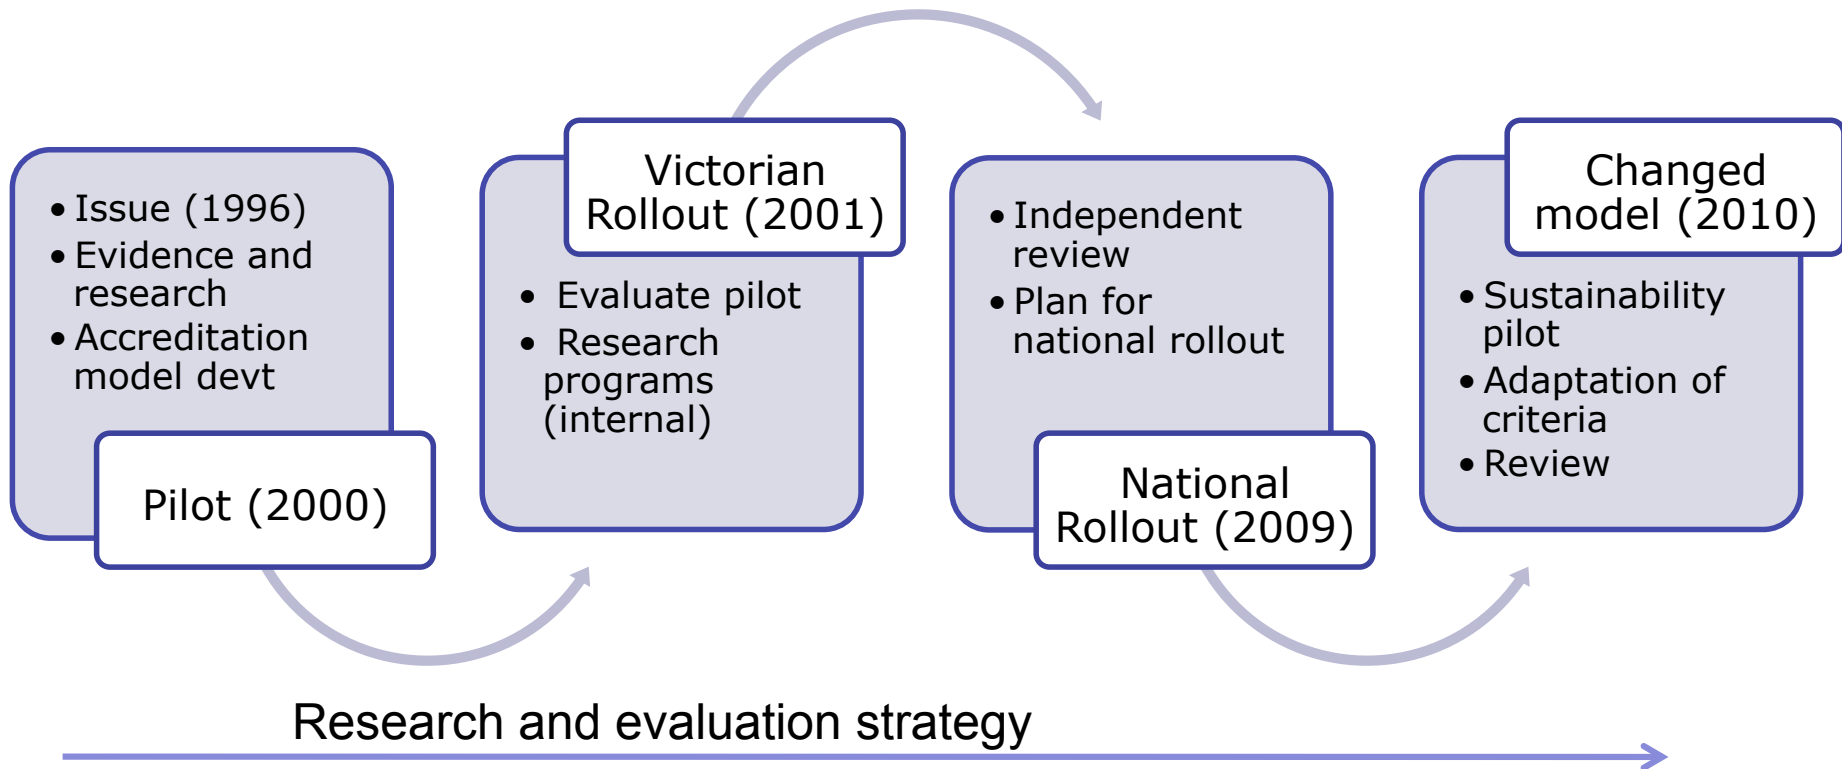 • Issue (1996)
• Evidence and
research
• Accreditation
model devt
Pilot (2000)
Victorian
Rollout (2001)
• Evaluate pilot
• Research
programs
(internal)
• Independent
review
• Plan for
national rollout
National
Rollout (2009)
Changed
model (2010)
• Sustainability
pilot
• Adaptation of
criteria
• Review
Research and evaluation strategy